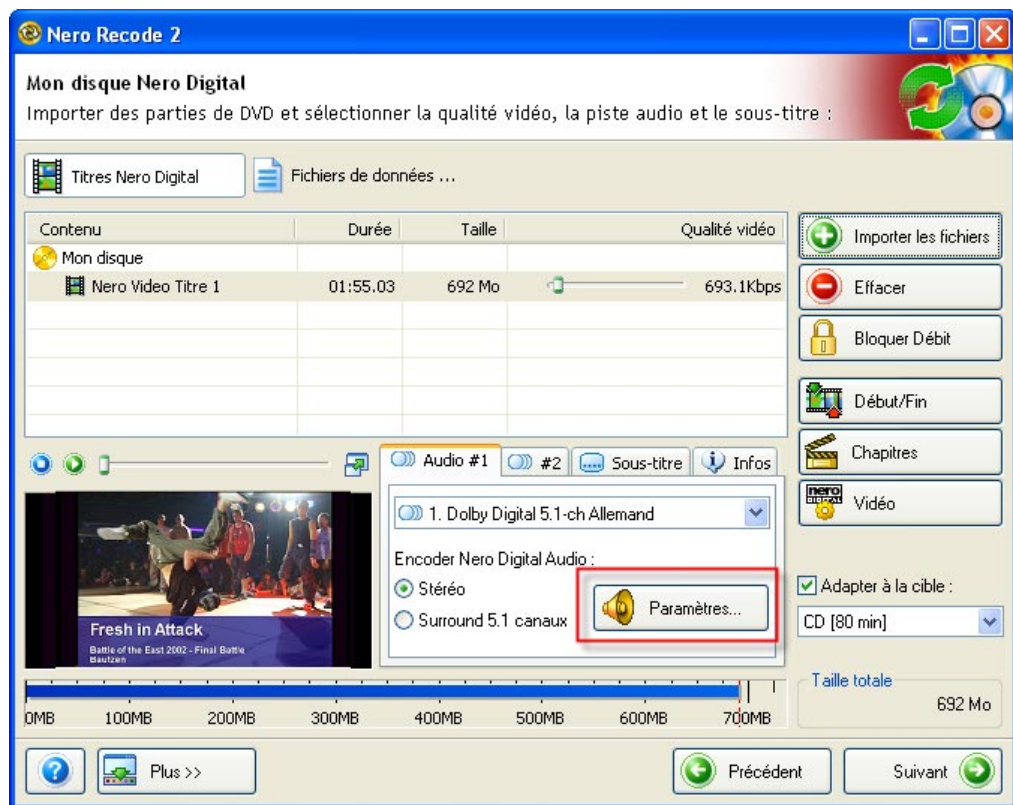 Nero Recode 2
Mon disque Nero Digital
Importer des parties de DVD et sélectionner la qualité vidéo, la piste audio et le sous-titre :
Titres Nero Digital
Fichiers de données ...
Contenu Durée Taille Qualité vidéo
Mon disque
Nero Video Titre 1 01:55.03 692 Mo 693.1Kbps
Importer les fichiers
Effacer
Bloquer Débit
Début/Fin
Chapitres
nero DIGITAL
Vidéo
Audio #1
#2
Sous-titre
Infos
1. Dolby Digital 5.1-ch Allemand
Encoder Nero Digital Audio :
Stéréo
Surround 5.1 canaux
Paramètres...
Fresh in Attack
Battle of the East 2002 - Final Battle
Bautzen
Adapter à la cible :
CD [80 min]
Taille totale
692 Mo
0MB 100MB 200MB 300MB 400MB 500MB 600MB 700MB
Plus >>
Précédent
Suivant